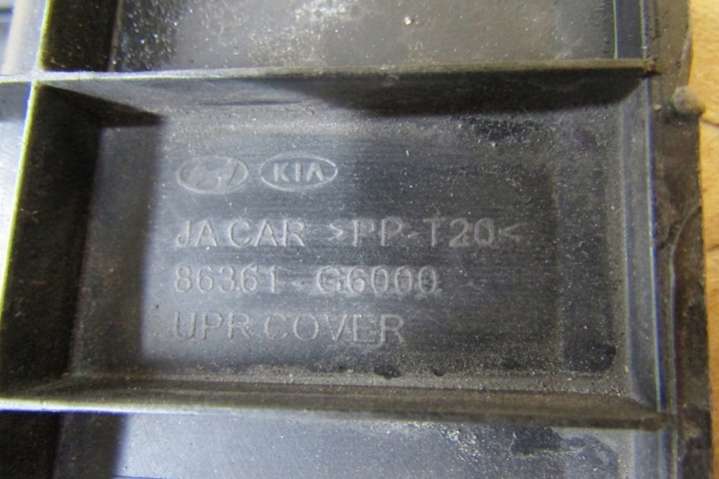 KIA
JA CAR >PP-T20<
86361-G6000
UPR COVER